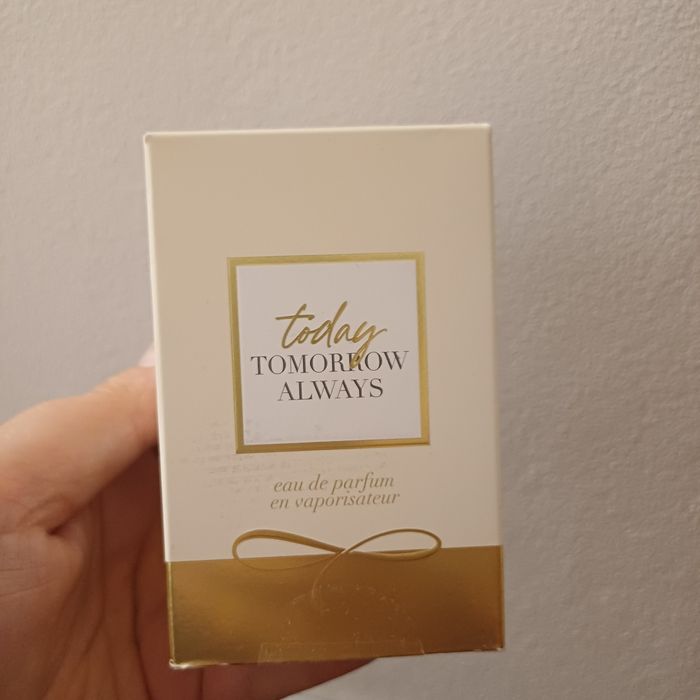 today
TOMORROW
ALWAYS
eau de parfum
en vaporisateur